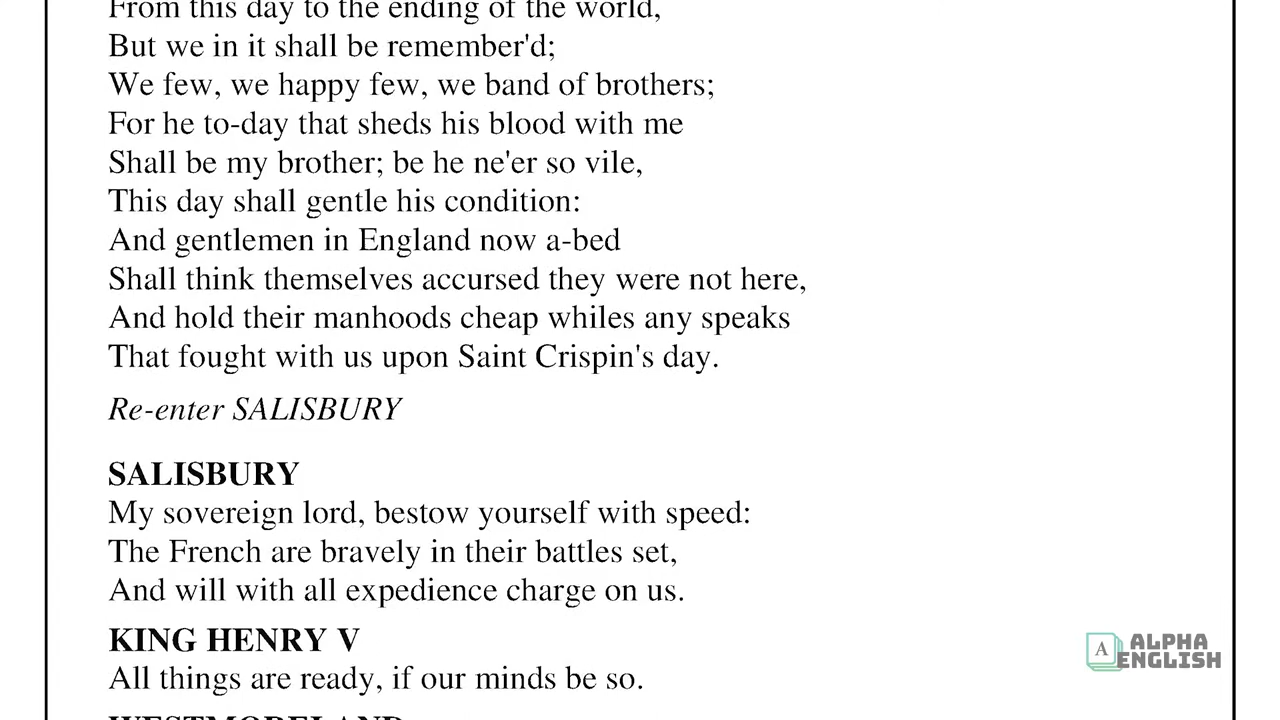 From this day to the ending of the world,
But we in it shall be remember'd;
We few, we happy few, we band of brothers;
For he to-day that sheds his blood with me
Shall be my brother; be he ne'er so vile,
This day shall gentle his condition:
And gentlemen in England now a-bed
Shall think themselves accursed they were not here,
And hold their manhoods cheap whiles any speaks
That fought with us upon Saint Crispin's day.
Re-enter SALISBURY
SALISBURY
My sovereign lord, bestow yourself with speed:
The French are bravely in their battles set,
And will with all expedience charge on us.
KING HENRY V
All things are ready, if our minds be so.
WESTMORELAND
A ALPHA
ENGLISH